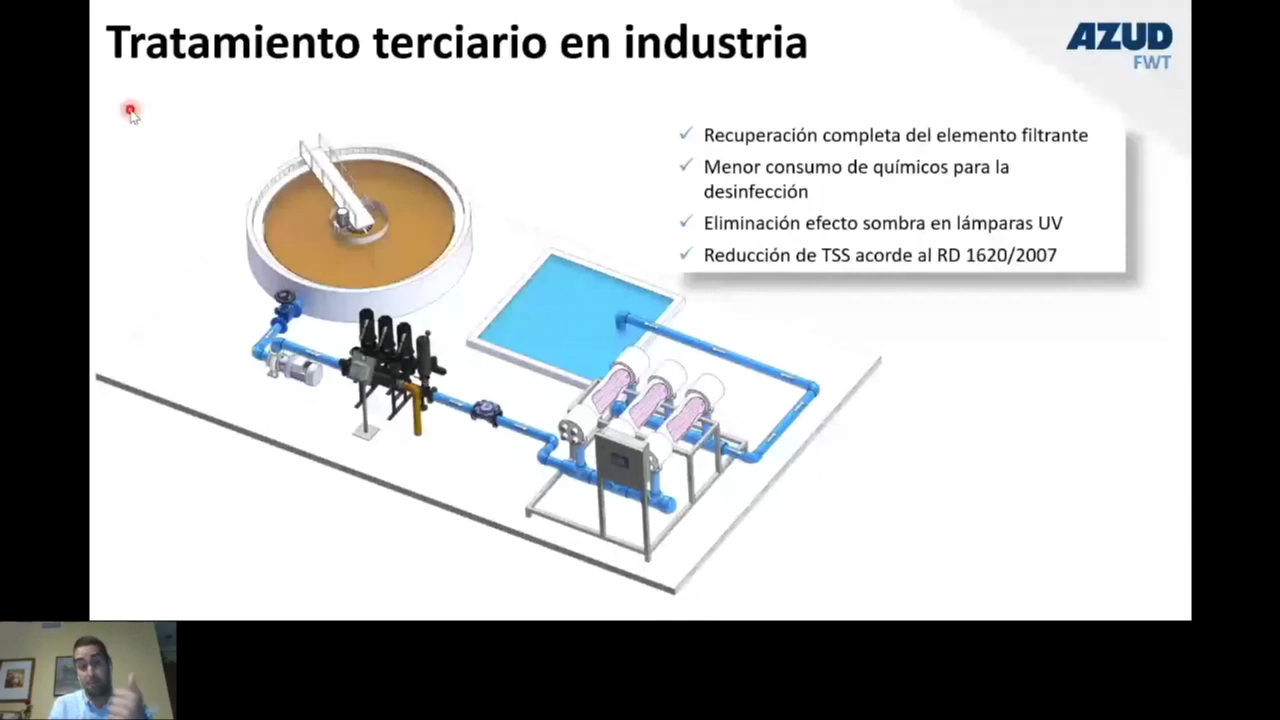 Tratamiento terciario en industria
AZUD
FWT
Recuperación completa del elemento filtrante
Menor consumo de químicos para la
desinfección
Eliminación efecto sombra en lámparas UV
Reducción de TSS acorde al RD 1620/2007